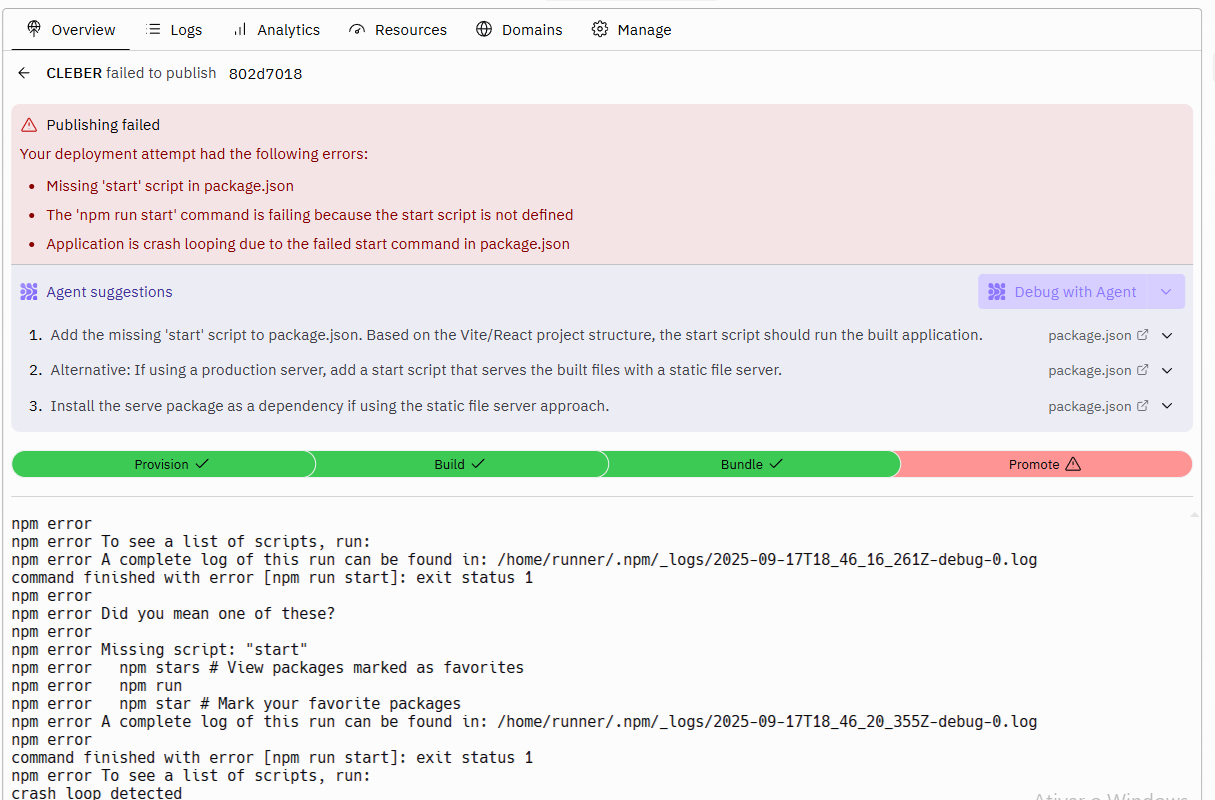 Overview Logs Analytics Resources Domains Manage
CLEBER failed to publish 802d7018
Publishing failed
Your deployment attempt had the following errors:
• Missing 'start' script in package.json
• The 'npm run start' command is failing because the start script is not defined
• Application is crash looping due to the failed start command in package.json
Agent suggestions Debug with Agent
1. Add the missing 'start' script to package.json. Based on the Vite/React project structure, the start script should run the built application. package.json
2. Alternative: If using a production server, add a start script that serves the built files with a static file server. package.json
3. Install the serve package as a dependency if using the static file server approach. package.json
Provision Build Bundle Promote
npm error
npm error To see a list of scripts, run:
npm error A complete log of this run can be found in: /home/runner/.npm/_logs/2025-09-17T18_46_16_261Z-debug-0.log
command finished with error [npm run start]: exit status 1
npm error
npm error Did you mean one of these?
npm error
npm error Missing script: "start"
npm error   npm stars # View packages marked as favorites
npm error   npm run
npm error   npm star # Mark your favorite packages
npm error A complete log of this run can be found in: /home/runner/.npm/_logs/2025-09-17T18_46_20_355Z-debug-0.log
npm error
command finished with error [npm run start]: exit status 1
npm error To see a list of scripts, run:
crash loop detected
Ativar o Windows